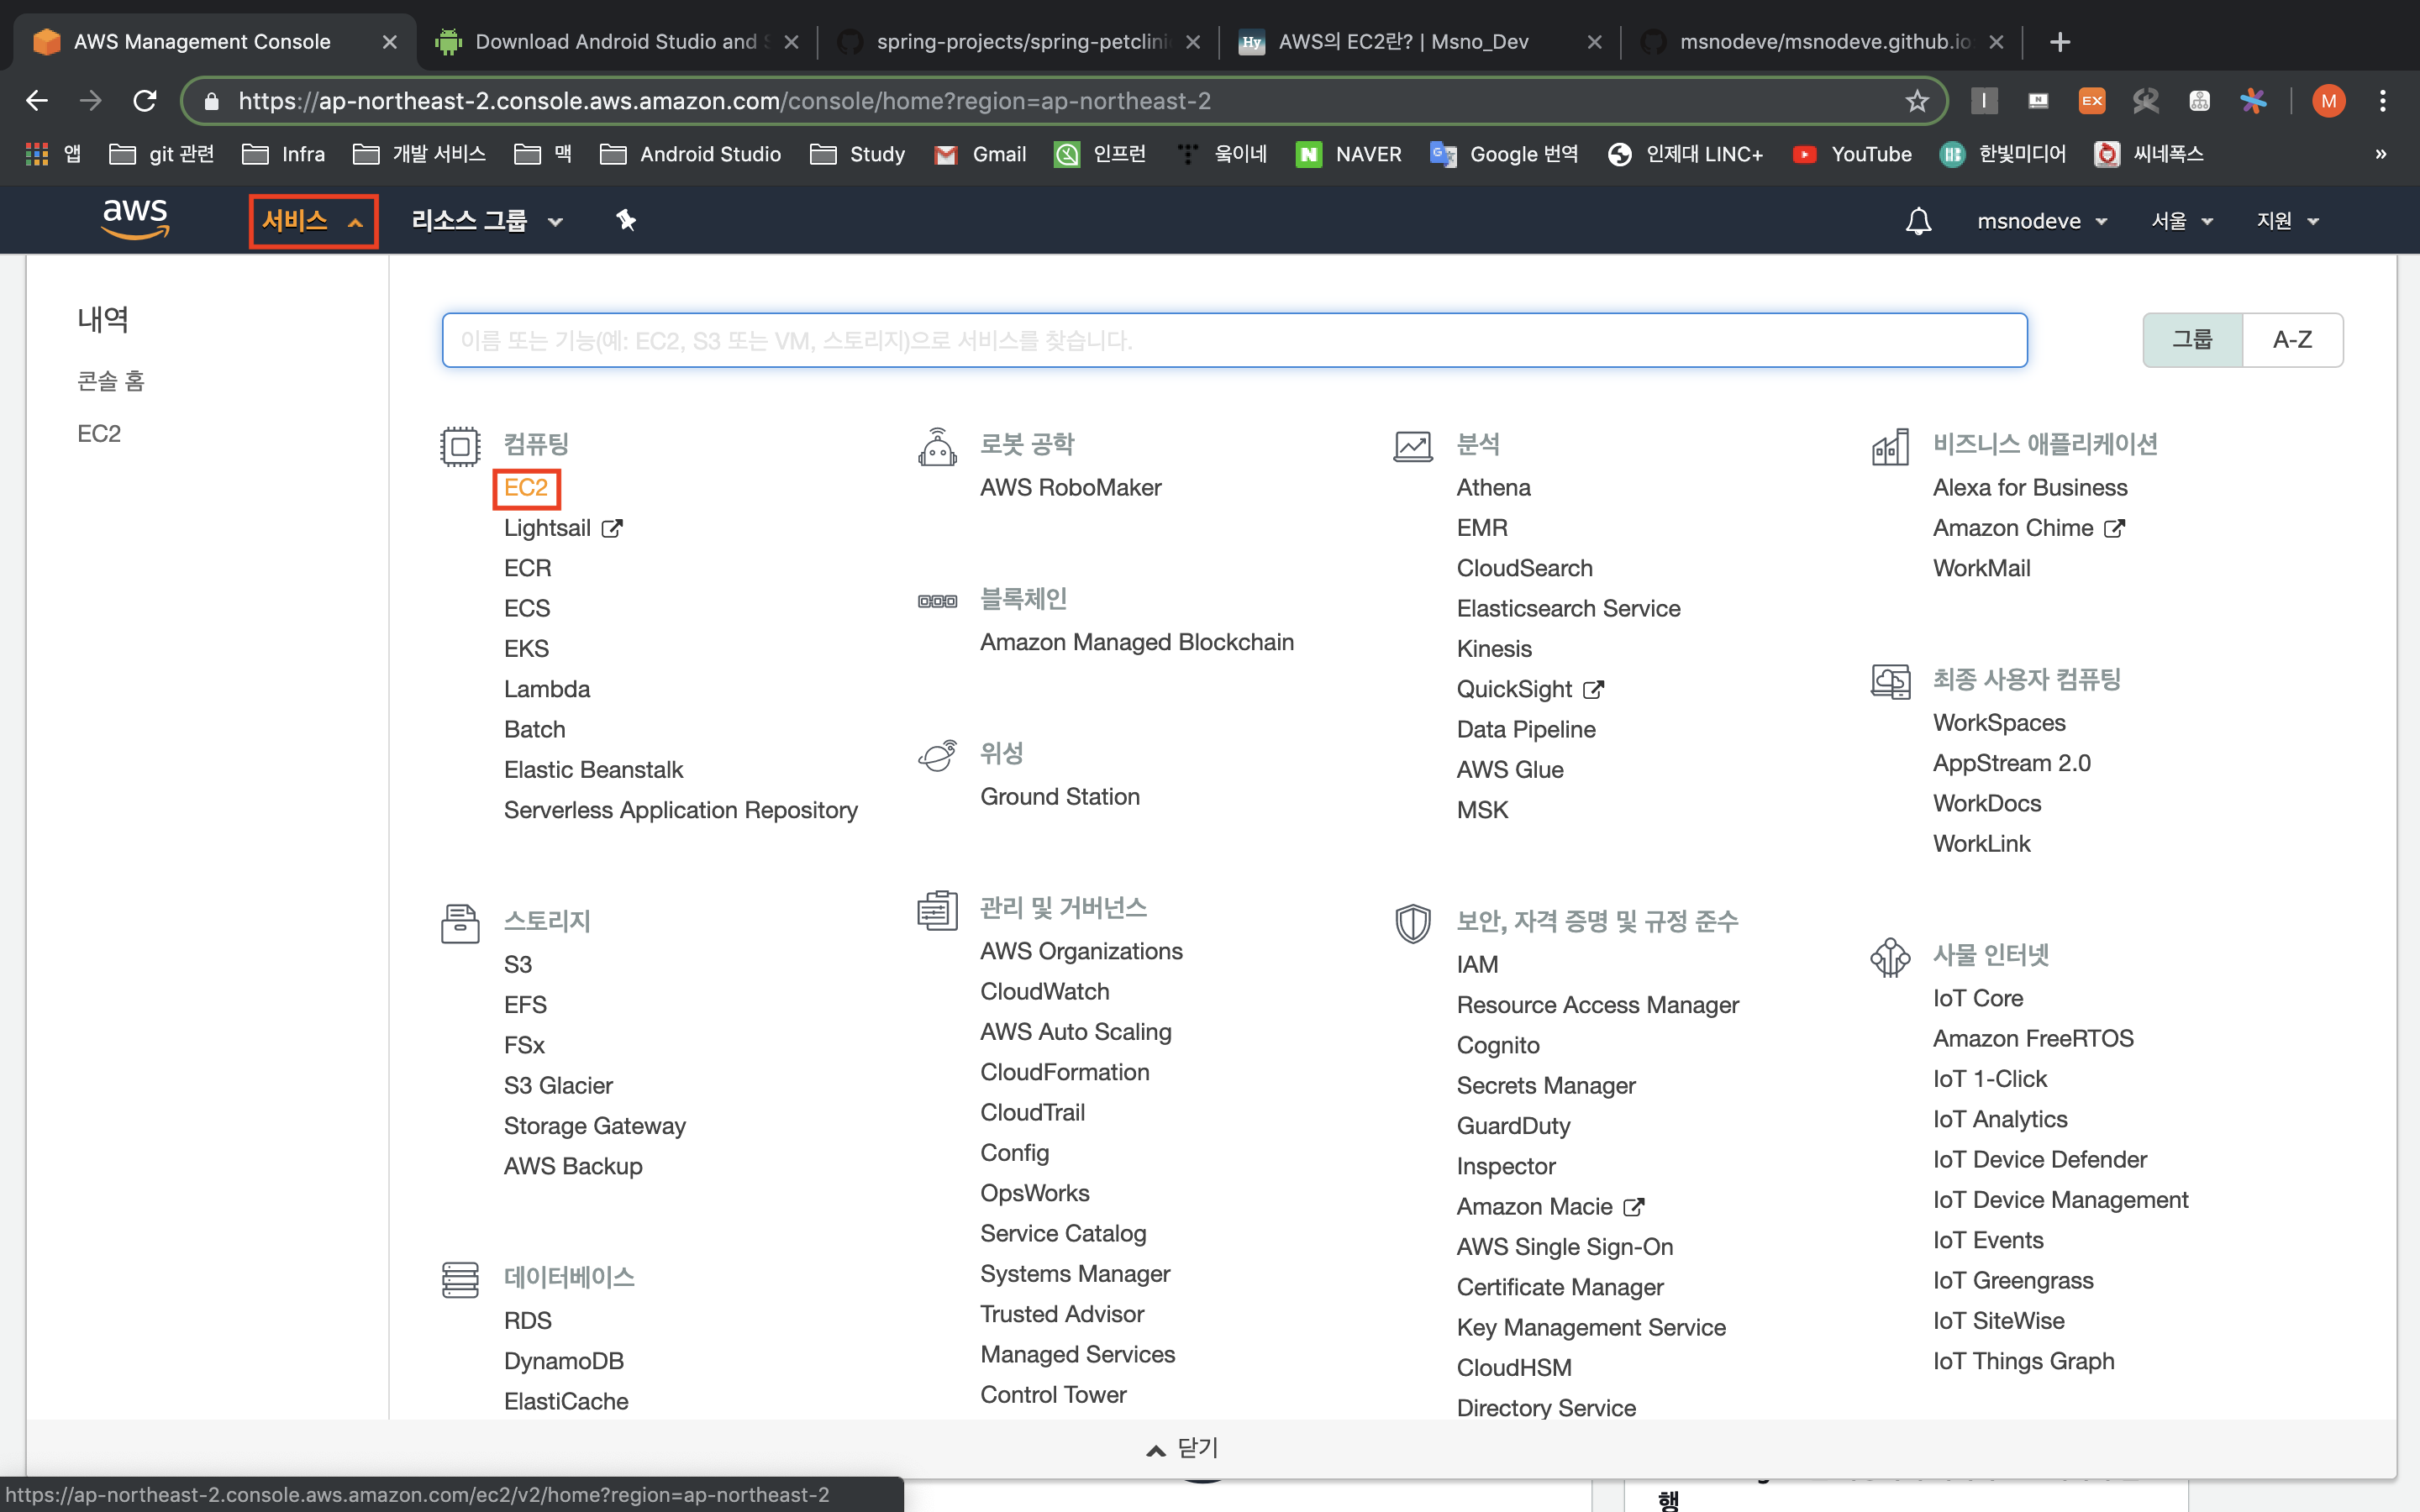 AWS Management Console
Download Android Studio and S
spring-projects/spring-petclini
Hy AWS의 EC2란? | Msno_Dev
msnodeve/msnodeve.github.io
https://ap-northeast-2.console.aws.amazon.com/console/home?region=ap-northeast-2
N EX M
앱 git 관련 Infra 개발 서비스 맥 Android Studio Study Gmail 인프런 욱이네 N NAVER Google 번역 인제대 LINC+ YouTube 한빛미디어 씨네폭스 »
aws 서비스 리소스 그룹 msnodeve 서울 지원
내역
콘솔 홈
EC2
이름 또는 기능(예: EC2, S3 또는 VM, 스토리지)으로 서비스를 찾습니다.
그룹 A-Z
컴퓨팅
EC2
Lightsail
ECR
ECS
EKS
Lambda
Batch
Elastic Beanstalk
Serverless Application Repository
스토리지
S3
EFS
FSx
S3 Glacier
Storage Gateway
AWS Backup
데이터베이스
RDS
DynamoDB
ElastiCache
로봇 공학
AWS RoboMaker
블록체인
Amazon Managed Blockchain
위성
Ground Station
관리 및 거버넌스
AWS Organizations
CloudWatch
AWS Auto Scaling
CloudFormation
CloudTrail
Config
OpsWorks
Service Catalog
Systems Manager
Trusted Advisor
Managed Services
Control Tower
분석
Athena
EMR
CloudSearch
Elasticsearch Service
Kinesis
QuickSight
Data Pipeline
AWS Glue
MSK
보안, 자격 증명 및 규정 준수
IAM
Resource Access Manager
Cognito
Secrets Manager
GuardDuty
Inspector
Amazon Macie
AWS Single Sign-On
Certificate Manager
Key Management Service
CloudHSM
Directory Service
비즈니스 애플리케이션
Alexa for Business
Amazon Chime
WorkMail
최종 사용자 컴퓨팅
WorkSpaces
AppStream 2.0
WorkDocs
WorkLink
사물 인터넷
IoT Core
Amazon FreeRTOS
IoT 1-Click
IoT Analytics
IoT Device Defender
IoT Device Management
IoT Events
IoT Greengrass
IoT SiteWise
IoT Things Graph
닫기
https://ap-northeast-2.console.aws.amazon.com/ec2/v2/home?region=ap-northeast-2
행